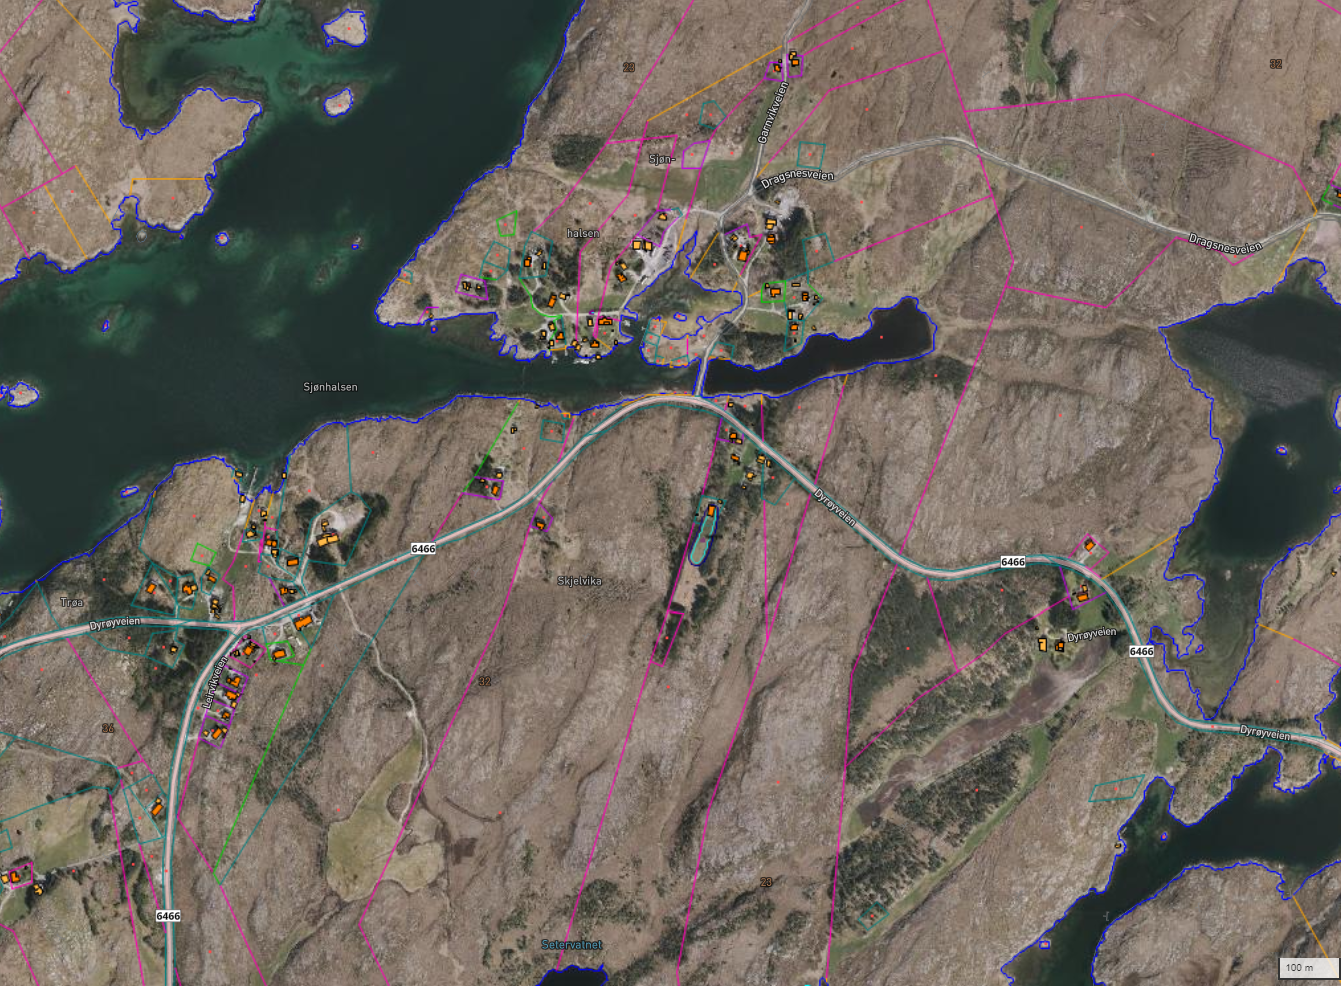 23
32
Garnvikveien
Sjøn-
Dragsnesveien
halsen
Dragsnesveien
Sjønhalsen
Dyrøyveien
6466
6466
Skjelvika
Trøa
Dyrøyveien
Dyrøyveien
6466
Leirvikveien
32
36
Dyrøyveien
23
6466
Setervatnet
100 m